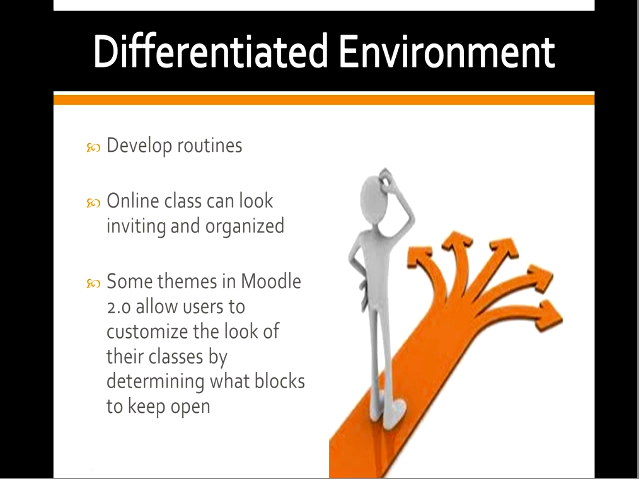 Differentiated Environment
Develop routines
Online class can look
inviting and organized
Some themes in Moodle
2.0 allow users to
customize the look of
their classes by
determining what blocks
to keep open